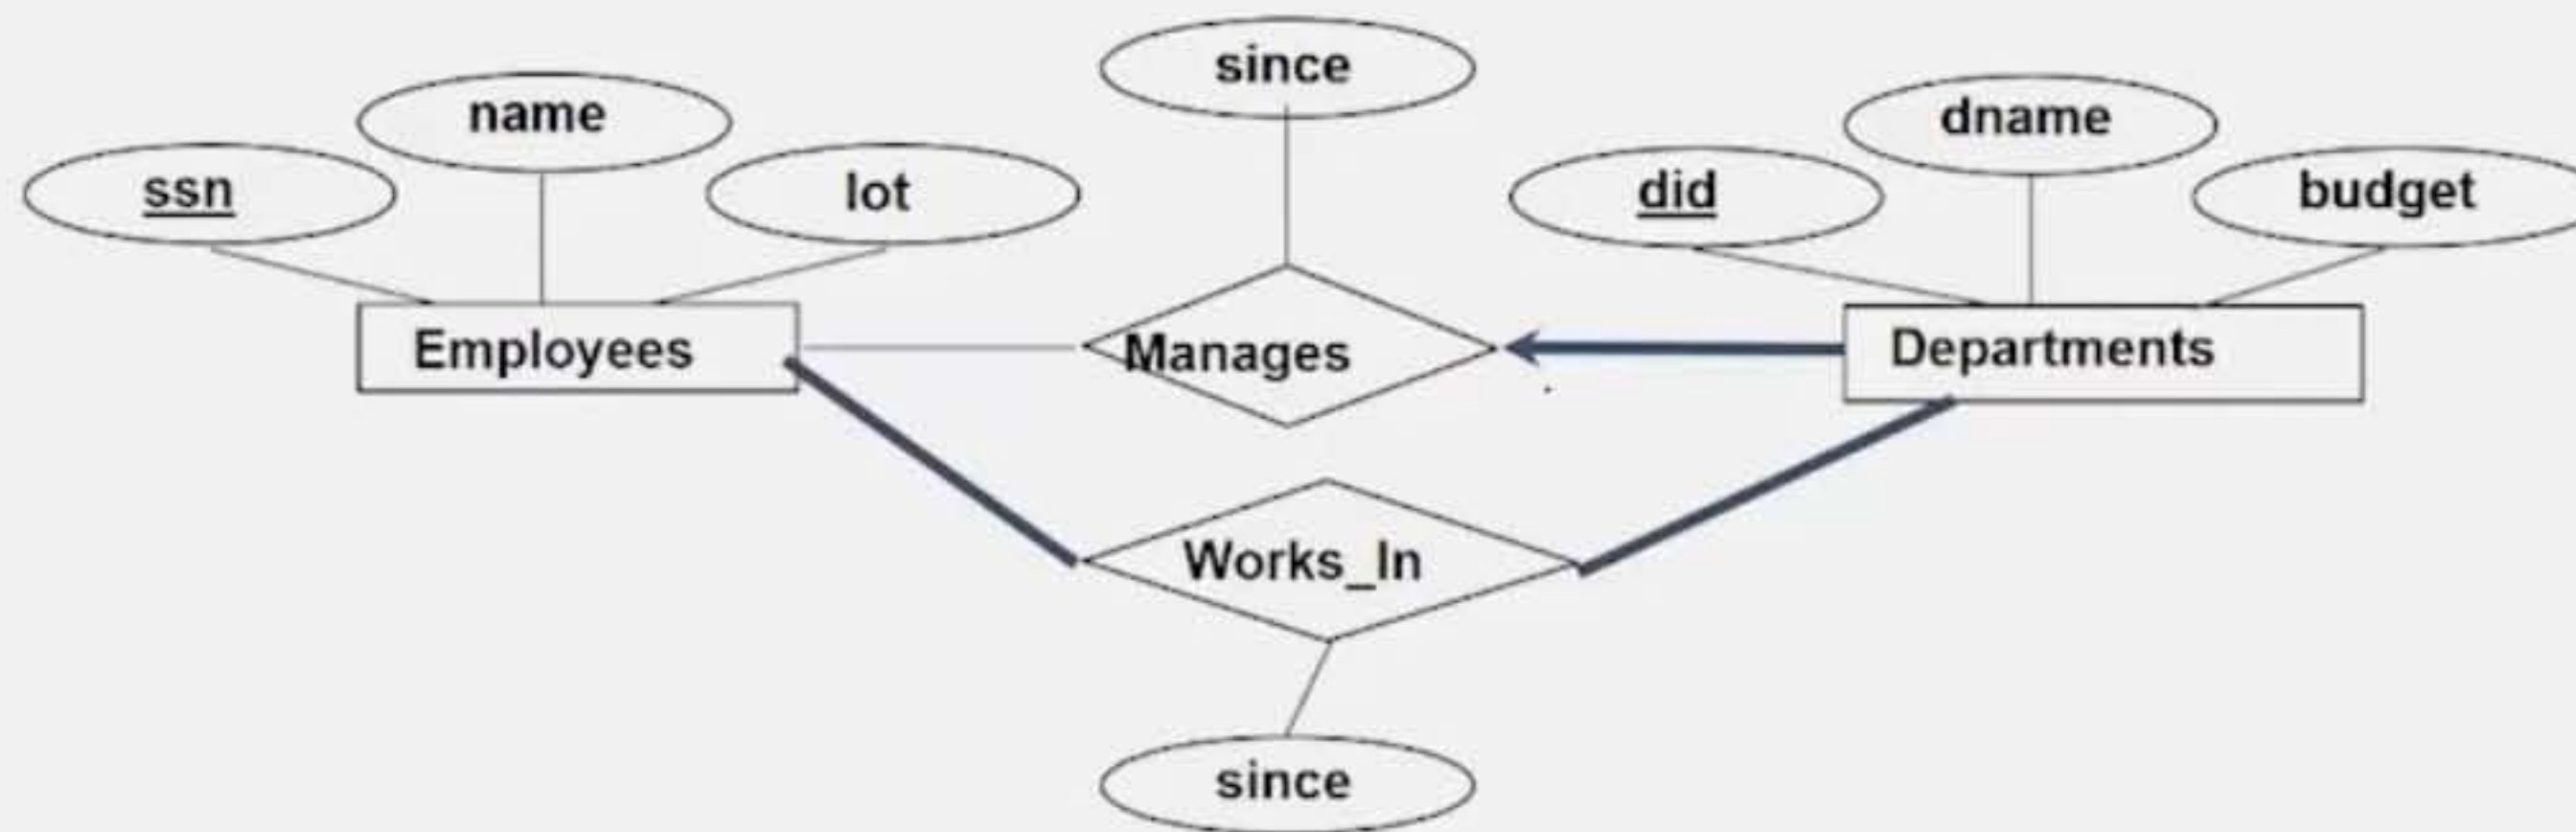 since
name
dname
ssn
lot
did
budget
Employees
Manages
Departments
Works_In
since